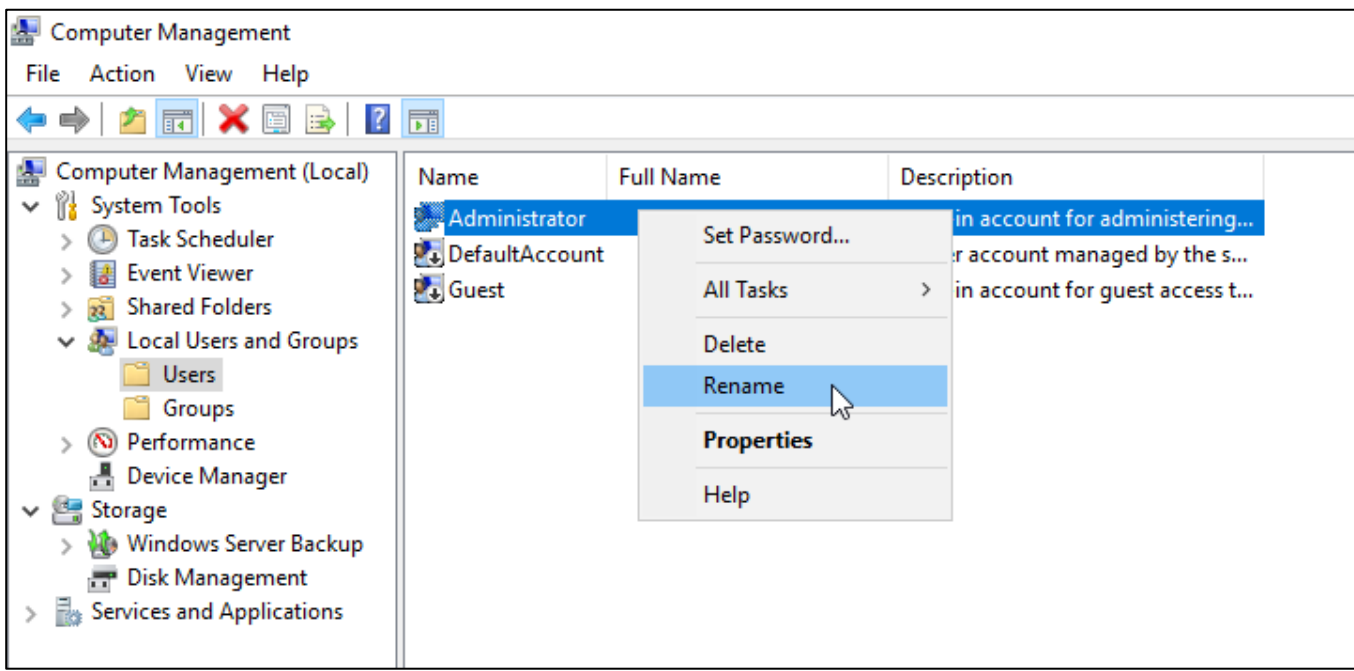 Computer Management
File Action View Help
Computer Management (Local)
System Tools
Task Scheduler
Event Viewer
Shared Folders
Local Users and Groups
Users
Groups
Performance
Device Manager
Storage
Windows Server Backup
Disk Management
Services and Applications
Name Full Name Description
Administrator in account for administering...
DefaultAccount r account managed by the s...
Guest in account for guest access t...
Set Password...
All Tasks
Delete
Rename
Properties
Help